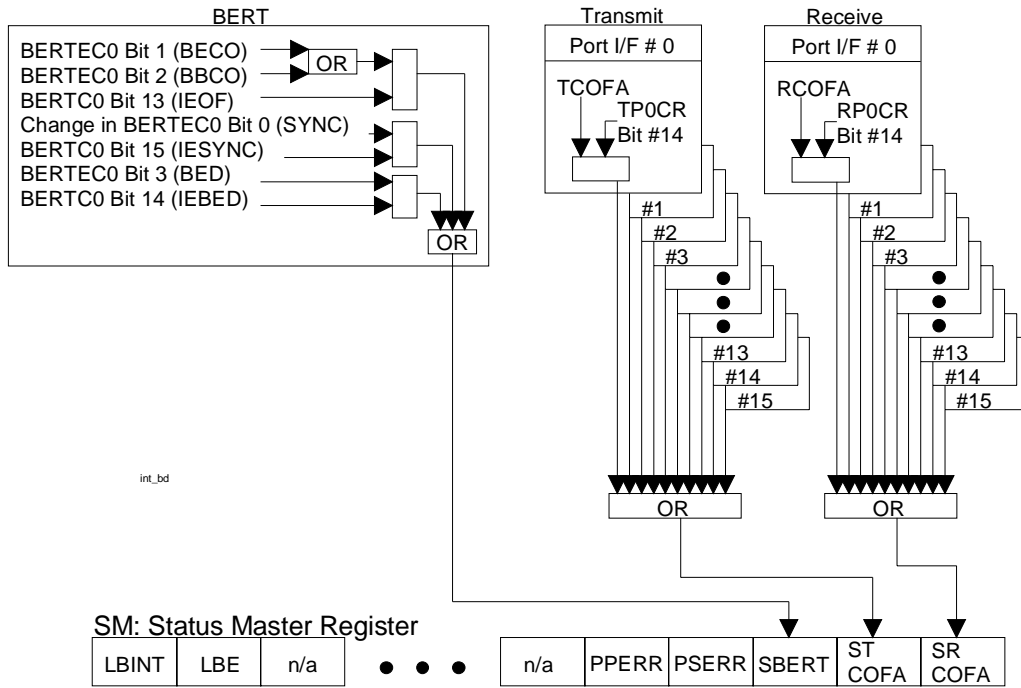 BERT
BERTEC0 Bit 1 (BECO)
BERTEC0 Bit 2 (BBCO)
OR
BERTC0 Bit 13 (IEOF)
Change in BERTEC0 Bit 0 (SYNC)
BERTC0 Bit 15 (IESYNC)
BERTEC0 Bit 3 (BED)
BERTC0 Bit 14 (IEBED)
OR
Transmit
Port I/F # 0
TCOFA
TP0CR
Bit #14
#1
#2
#3
#13
#14
#15
OR
Receive
Port I/F # 0
RCOFA
RP0CR
Bit #14
#1
#2
#3
#13
#14
#15
OR
int_bd
SM: Status Master Register
LBINT
LBE
n/a
n/a
PPERR
PSERR
SBERT
ST
COFA
SR
COFA